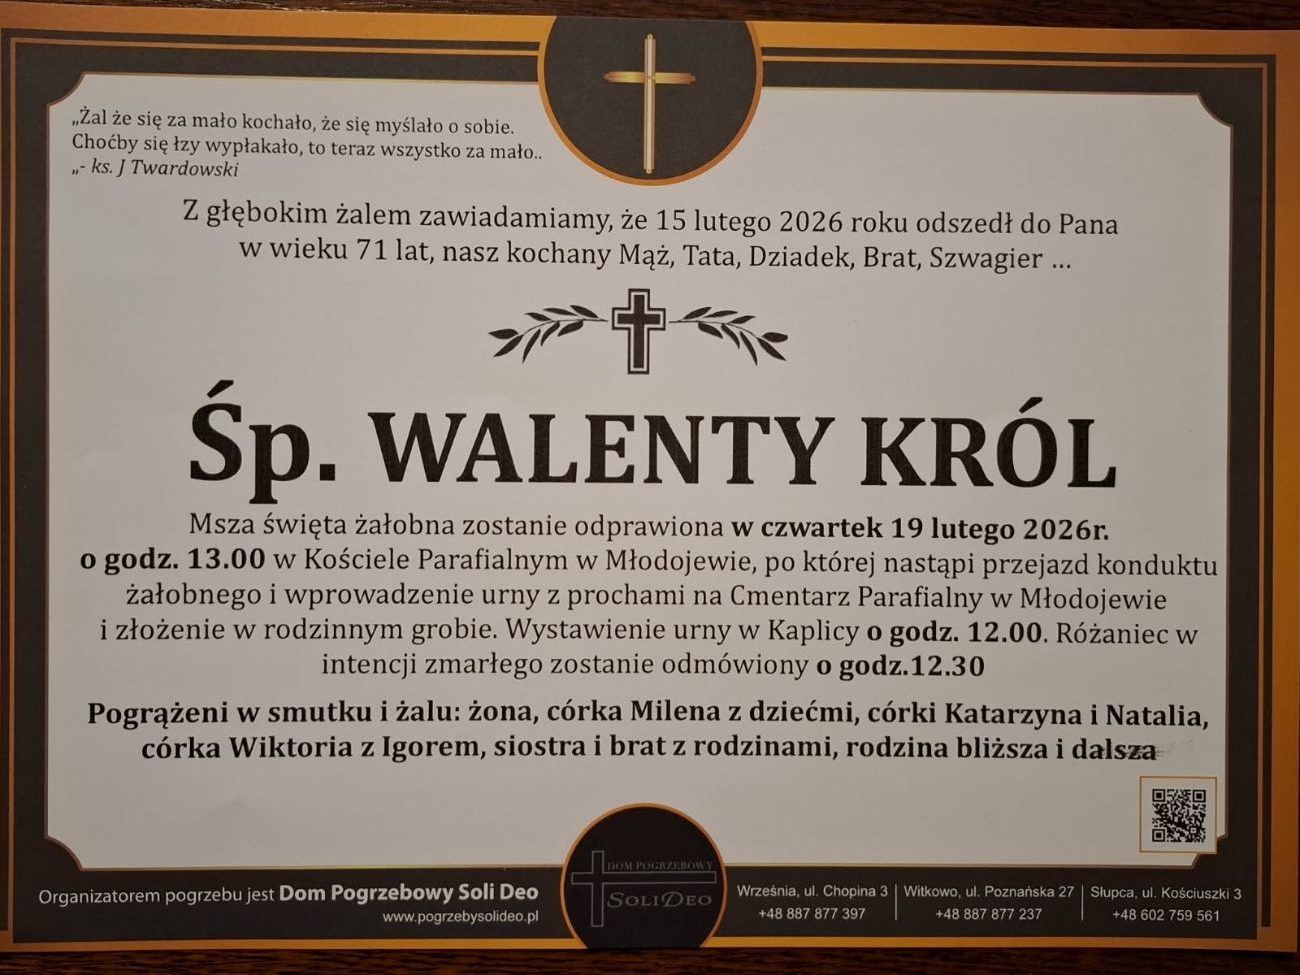 „Żal że się za mało kochało, że się myślało o sobie.
Choćby się łzy wypłakało, to teraz wszystko za mało..
„- ks. J Twardowski
Z głębokim żalem zawiadamiamy, że 15 lutego 2026 roku odszedł do Pana
w wieku 71 lat, nasz kochany Mąż, Tata, Dziadek, Brat, Szwagier ...
Śp. WALENTY KRÓL
Msza święta żałobna zostanie odprawiona w czwartek 19 lutego 2026r.
o godz. 13.00 w Kościele Parafialnym w Młodojewie, po której nastąpi przejazd konduktu
żałobnego i wprowadzenie urny z prochami na Cmentarz Parafialny w Młodojewie
i złożenie w rodzinnym grobie. Wystawienie urny w Kaplicy o godz. 12.00. Różaniec w
intencji zmarłego zostanie odmówiony o godz.12.30
Pogrążeni w smutku i żalu: żona, córka Milena z dziećmi, córki Katarzyna i Natalia,
córka Wiktoria z Igorem, siostra i brat z rodzinami, rodzina bliższa i dalsza
Organizatorem pogrzebu jest Dom Pogrzebowy Soli Deo
www.pogrzebysolideo.pl
DOM POGRZEBOWY
SOLI DEO
Września, ul. Chopina 3
+48 887 877 397
Witkowo, ul. Poznańska 27
+48 887 877 237
Słupca, ul. Kościuszki 3
+48 602 759 561